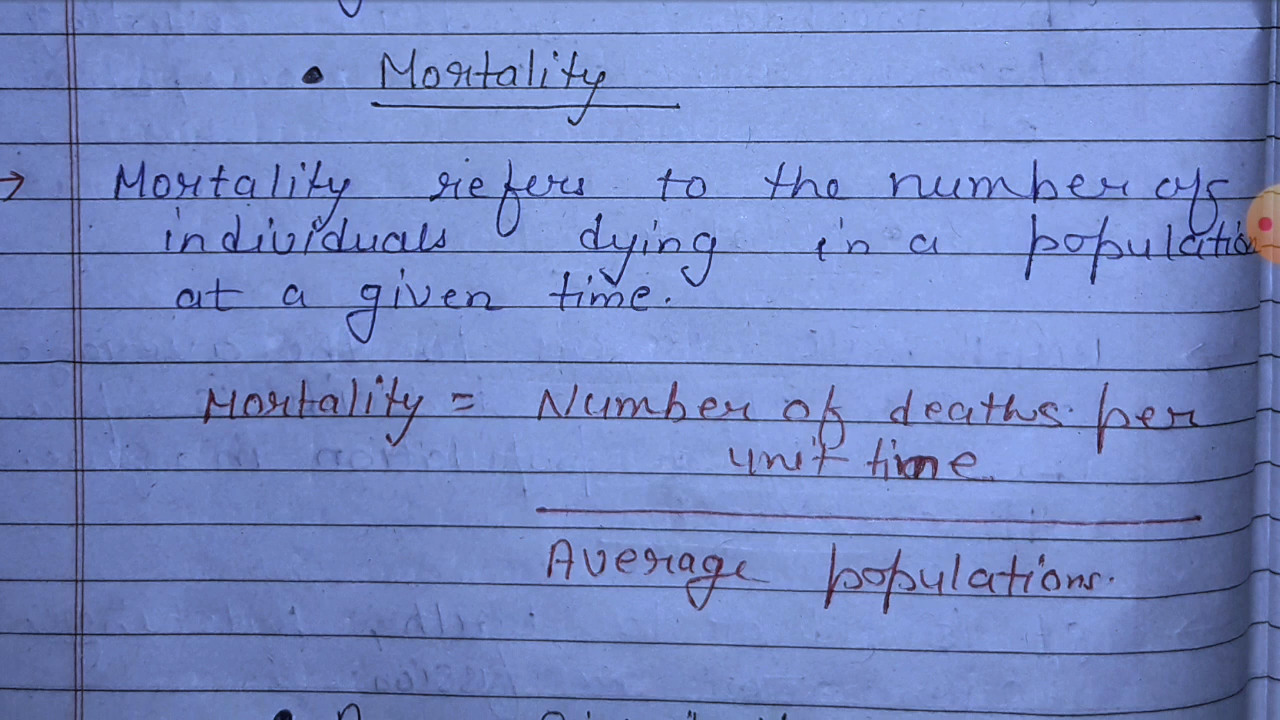 • Mortality
→ Mortality refers to the number of
individuals dying in a population
at a given time.
Mortality = Number of deaths per
unit time
Average populations.